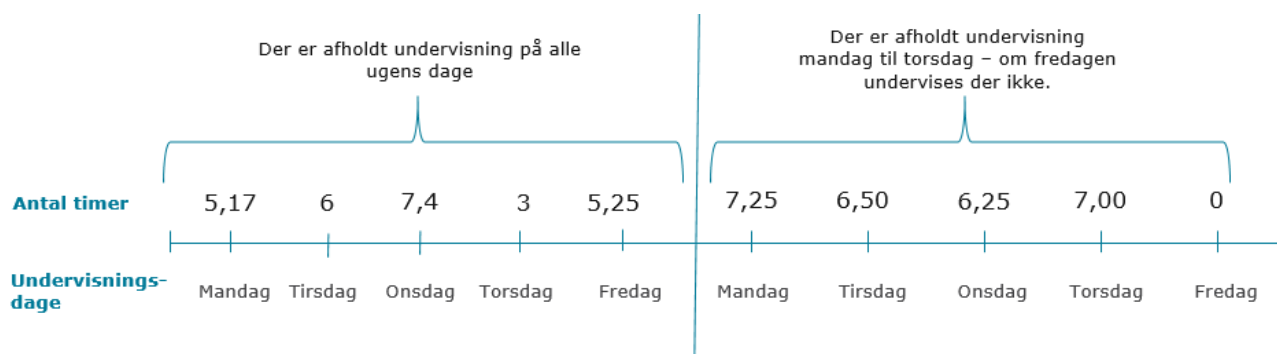 Der er afholdt undervisning på alle
ugens dage
Der er afholdt undervisning
mandag til torsdag – om fredagen
undervises der ikke.
Antal timer
5,17 6 7,4 3 5,25 7,25 6,50 6,25 7,00 0
Undervisnings-
dage
Mandag Tirsdag Onsdag Torsdag Fredag Mandag Tirsdag Onsdag Torsdag Fredag